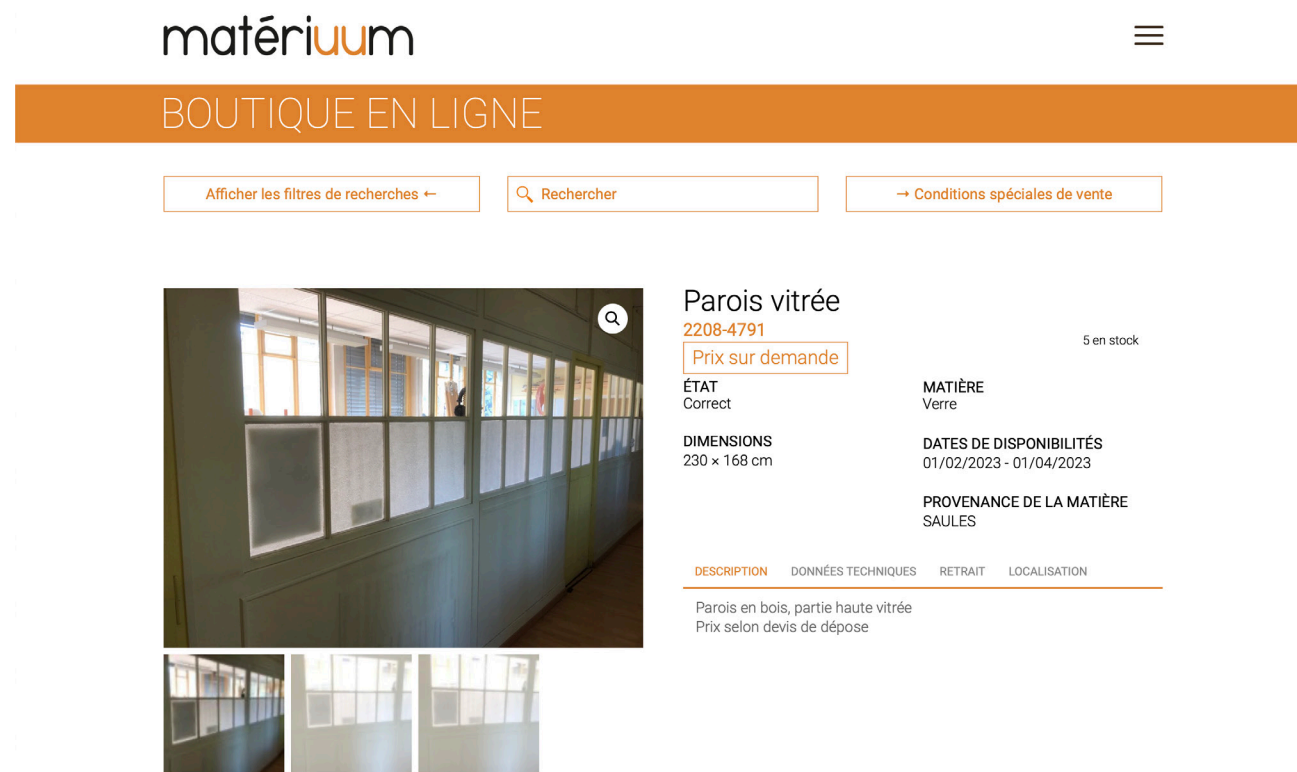 matériuum
BOUTIQUE EN LIGNE
Afficher les filtres de recherches ←
Rechercher
→ Conditions spéciales de vente
Parois vitrée
2208-4791
5 en stock
Prix sur demande
ÉTAT
Correct
MATIÈRE
Verre
DIMENSIONS
230 × 168 cm
DATES DE DISPONIBILITÉS
01/02/2023 - 01/04/2023
PROVENANCE DE LA MATIÈRE
SAULES
DESCRIPTION DONNÉES TECHNIQUES RETRAIT LOCALISATION
Parois en bois, partie haute vitrée
Prix selon devis de dépose